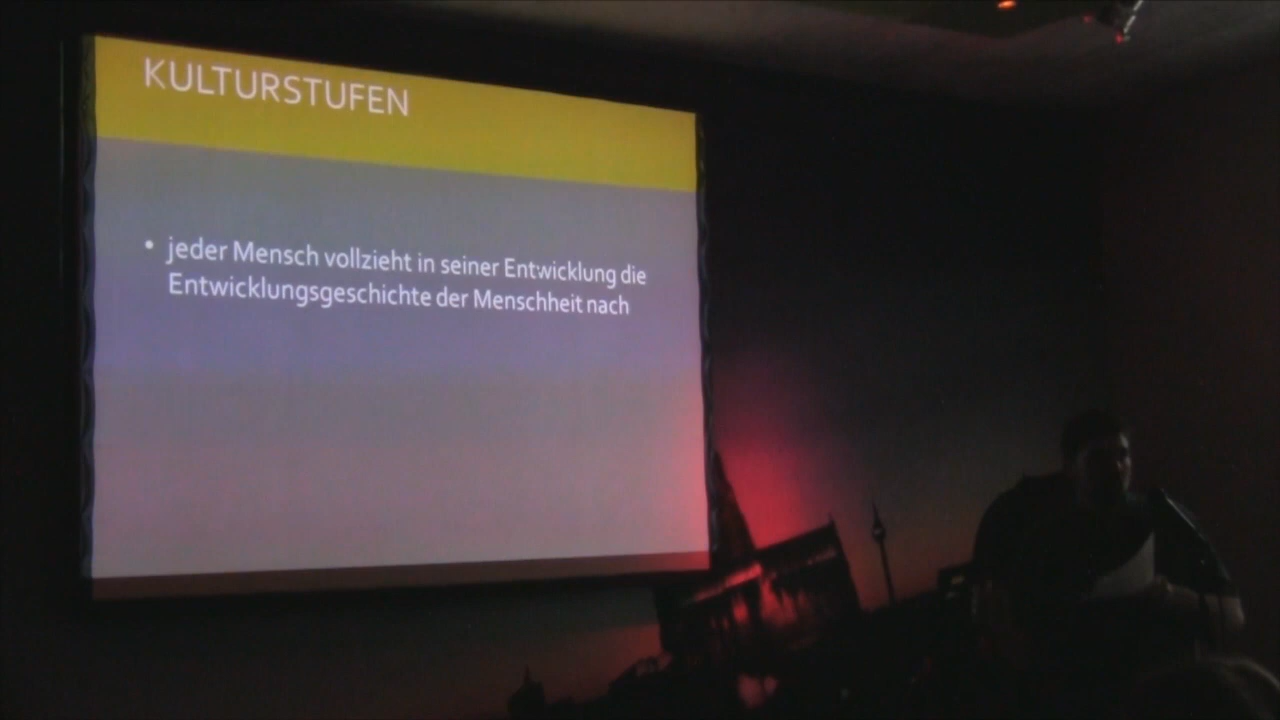 KULTURSTUFEN
• jeder Mensch vollzieht in seiner Entwicklung die
Entwicklungsgeschichte der Menschheit nach